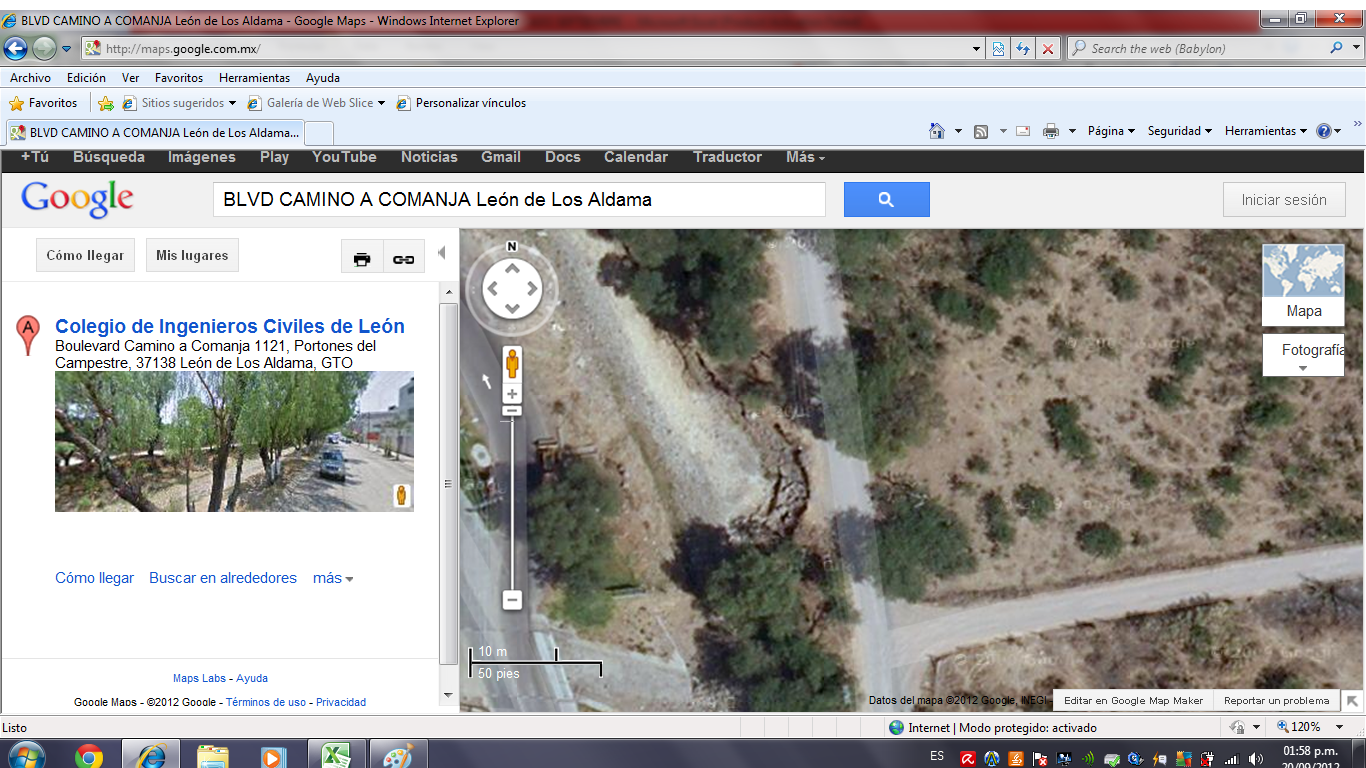 BLVD CAMINO A COMANJA León de Los Aldama - Google Maps - Windows Internet Explorer
http://maps.google.com.mx/
Search the web (Babylon)
Archivo Edición Ver Favoritos Herramientas Ayuda
Favoritos Sitios sugeridos Galería de Web Slice Personalizar vínculos
BLVD CAMINO A COMANJA León de Los Aldama... Página Seguridad Herramientas
+Tú Búsqueda Imágenes Play YouTube Noticias Gmail Docs Calendar Traductor Más
Google BLVD CAMINO A COMANJA León de Los Aldama Iniciar sesión
Cómo llegar Mis lugares
N
Mapa
Fotografía
A
Colegio de Ingenieros Civiles de León
Boulevard Camino a Comanja 1121, Portones del
Campestre, 37138 León de Los Aldama, GTO
Cómo llegar Buscar en alrededores más
10 m
50 pies
Maps Labs - Ayuda
Google Maps - ©2012 Google - Términos de uso - Privacidad
Datos del mapa ©2012 Google, INEGI - Editar en Google Map Maker Reportar un problema
Listo Internet | Modo protegido: activado 120%
ES 01:58 p.m.
20/09/2012